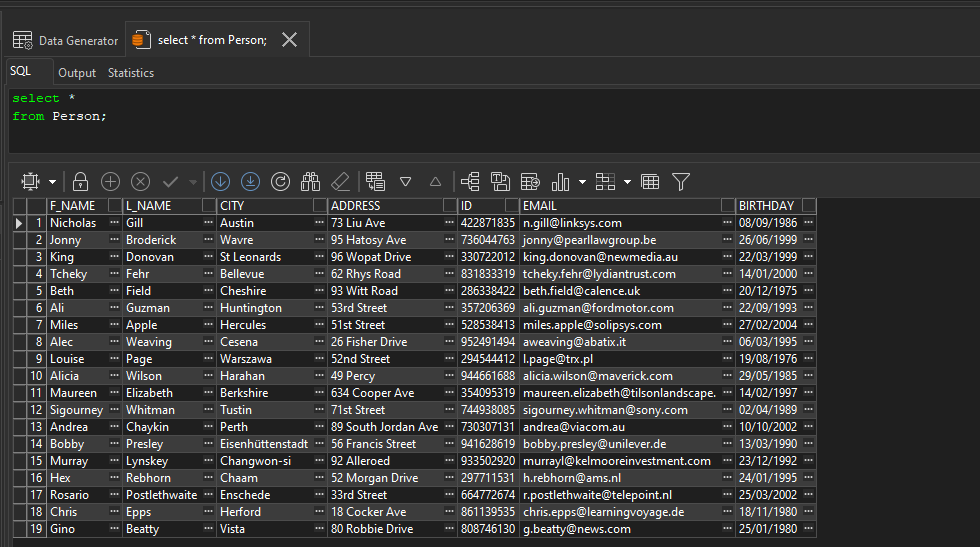 Data Generator select * from Person;
SQL Output Statistics
select *
from Person;
F_NAME L_NAME CITY ADDRESS ID EMAIL BIRTHDAY
1 Nicholas ··· Gill ··· Austin ··· 73 Liu Ave ··· 422871835 n.gill@linksys.com ··· 08/09/1986 ···
2 Jonny ··· Broderick ··· Wavre ··· 95 Hatosy Ave ··· 736044763 jonny@pearllawgroup.be ··· 26/06/1999 ···
3 King ··· Donovan ··· St Leonards ··· 96 Wopat Drive ··· 330722012 king.donovan@newmedia.au ··· 22/03/1999 ···
4 Tcheky ··· Fehr ··· Bellevue ··· 62 Rhys Road ··· 831833319 tcheky.fehr@lydiantrust.com ··· 14/01/2000 ···
5 Beth ··· Field ··· Cheshire ··· 93 Witt Road ··· 286338422 beth.field@calence.uk ··· 20/12/1975 ···
6 Ali ··· Guzman ··· Huntington ··· 53rd Street ··· 357206369 ali.guzman@fordmotor.com ··· 22/09/1993 ···
7 Miles ··· Apple ··· Hercules ··· 51st Street ··· 528538413 miles.apple@solipsys.com ··· 27/02/2004 ···
8 Alec ··· Weaving ··· Cesena ··· 26 Fisher Drive ··· 952491494 aweaving@abatix.it ··· 06/03/1995 ···
9 Louise ··· Page ··· Warszawa ··· 52nd Street ··· 294544412 l.page@trx.pl ··· 19/08/1976 ···
10 Alicia ··· Wilson ··· Harahan ··· 49 Percy ··· 944661688 alicia.wilson@maverick.com ··· 29/05/1985 ···
11 Maureen ··· Elizabeth ··· Berkshire ··· 634 Cooper Ave ··· 354095319 maureen.elizabeth@tilsonlandscape. ··· 14/02/1997 ···
12 Sigourney ··· Whitman ··· Tustin ··· 71st Street ··· 744938085 sigourney.whitman@sony.com ··· 02/04/1989 ···
13 Andrea ··· Chaykin ··· Perth ··· 89 South Jordan Ave ··· 730307131 andrea@viacom.au ··· 10/10/2002 ···
14 Bobby ··· Presley ··· Eisenhüttenstadt ··· 56 Francis Street ··· 941628619 bobby.presley@unilever.de ··· 13/03/1990 ···
15 Murray ··· Lynskey ··· Changwon-si ··· 92 Alleroed ··· 933502920 murrayl@kelmooreinvestment.com ··· 23/12/1992 ···
16 Hex ··· Rebhorn ··· Chaam ··· 52 Morgan Drive ··· 297711531 h.rebhorn@ams.nl ··· 24/01/1995 ···
17 Rosario ··· Postlethwaite ··· Enschede ··· 33rd Street ··· 664772674 r.postlethwaite@telepoint.nl ··· 25/03/2002 ···
18 Chris ··· Epps ··· Herford ··· 18 Cocker Ave ··· 861139535 chris.epps@learningvoyage.de ··· 18/11/1980 ···
19 Gino ··· Beatty ··· Vista ··· 80 Robbie Drive ··· 808746130 g.beatty@news.com ··· 25/01/1980 ···